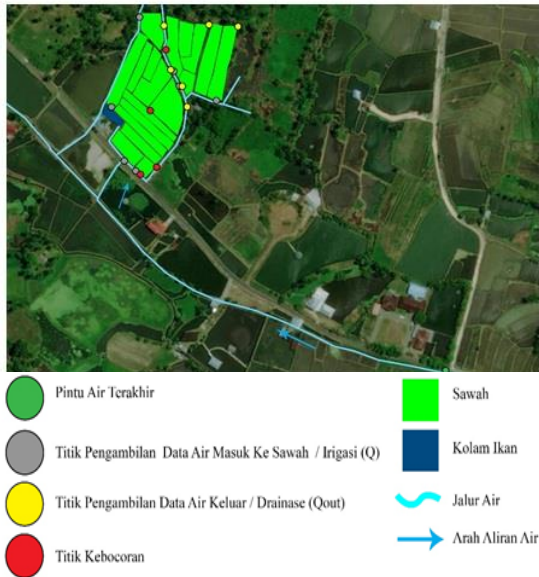 Pintu Air Terakhir
Titik Pengambilan Data Air Masuk Ke Sawah / Irigasi (Q)
Titik Pengambilan Data Air Keluar / Drainase (Qout)
Titik Kebocoran
Sawah
Kolam Ikan
Jalur Air
Arah Aliran Air